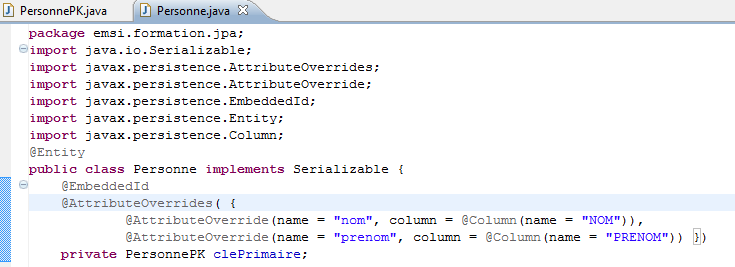 PersonnePK.java Personne.java
package emsi.formation.jpa;
import java.io.Serializable;
import javax.persistence.AttributeOverrides;
import javax.persistence.AttributeOverride;
import javax.persistence.EmbeddedId;
import javax.persistence.Entity;
import javax.persistence.Column;
@Entity
public class Personne implements Serializable {
@EmbeddedId
@AttributeOverrides( {
@AttributeOverride(name = "nom", column = @Column(name = "NOM")),
@AttributeOverride(name = "prenom", column = @Column(name = "PRENOM")) })
private PersonnePK clePrimaire;